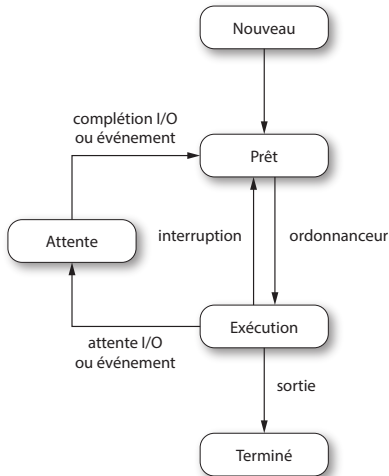 Nouveau
complétion I/O
ou événement
Prêt
Attente
interruption
ordonnanceur
Exécution
attente I/O
ou événement
sortie
Terminé